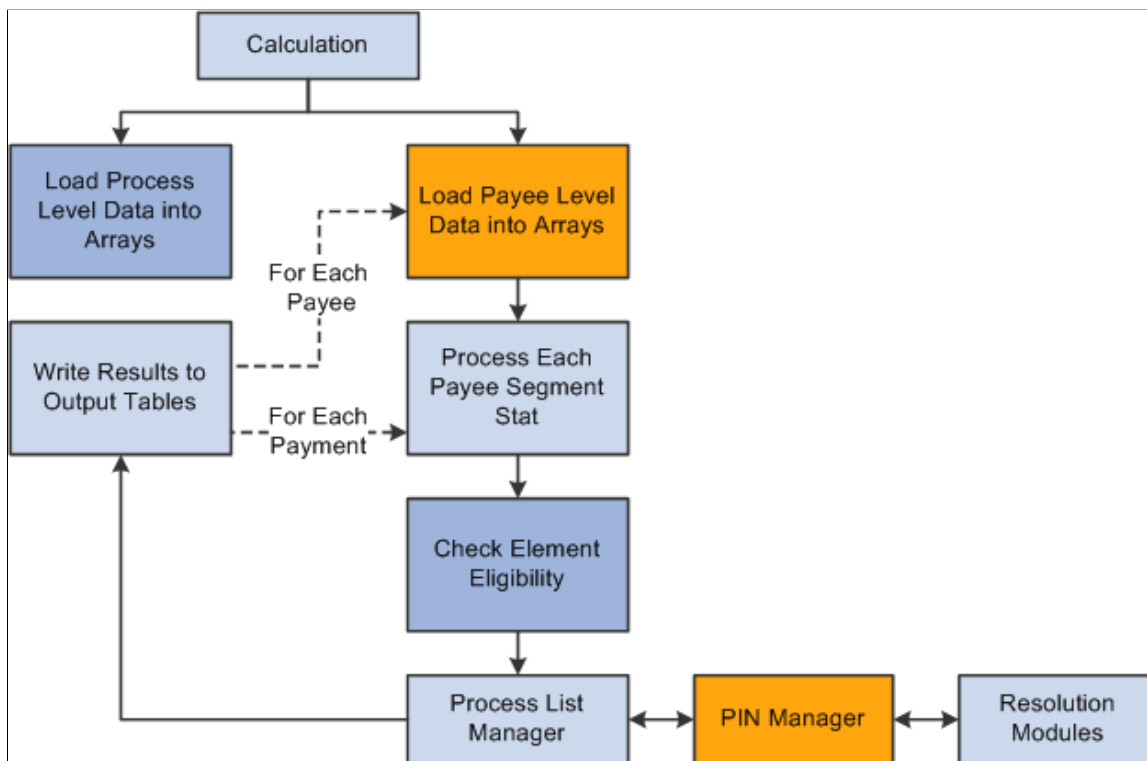 Calculation
Load Process
Level Data into
Arrays
Load Payee Level
Data into Arrays
For Each
Payee
Write Results to
Output Tables
Process Each
Payee Segment
Stat
For Each
Payment
Check Element
Eligibility
Process List
Manager
PIN Manager
Resolution
Modules